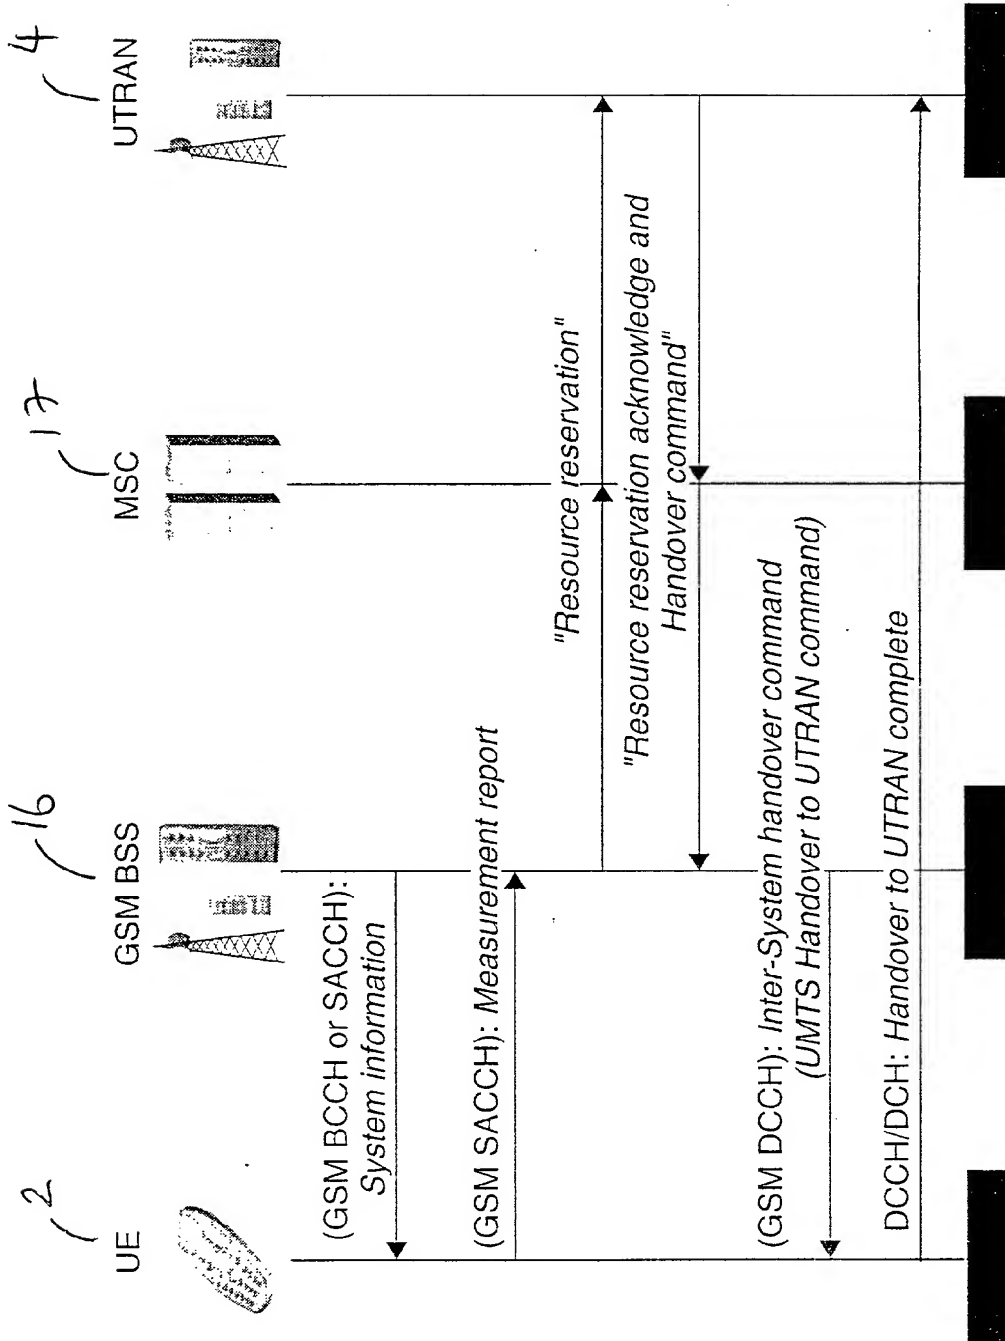 2
16
17
4
UE
GSM BSS
MSC
UTRAN
(GSM BCCH or SACCH):
System information
(GSM SACCH): Measurement report
"Resource reservation"
"Resource reservation acknowledge and
Handover command"
(GSM DCCH): Inter-System handover command
(UMTS Handover to UTRAN command)
DCCH/DCH: Handover to UTRAN complete